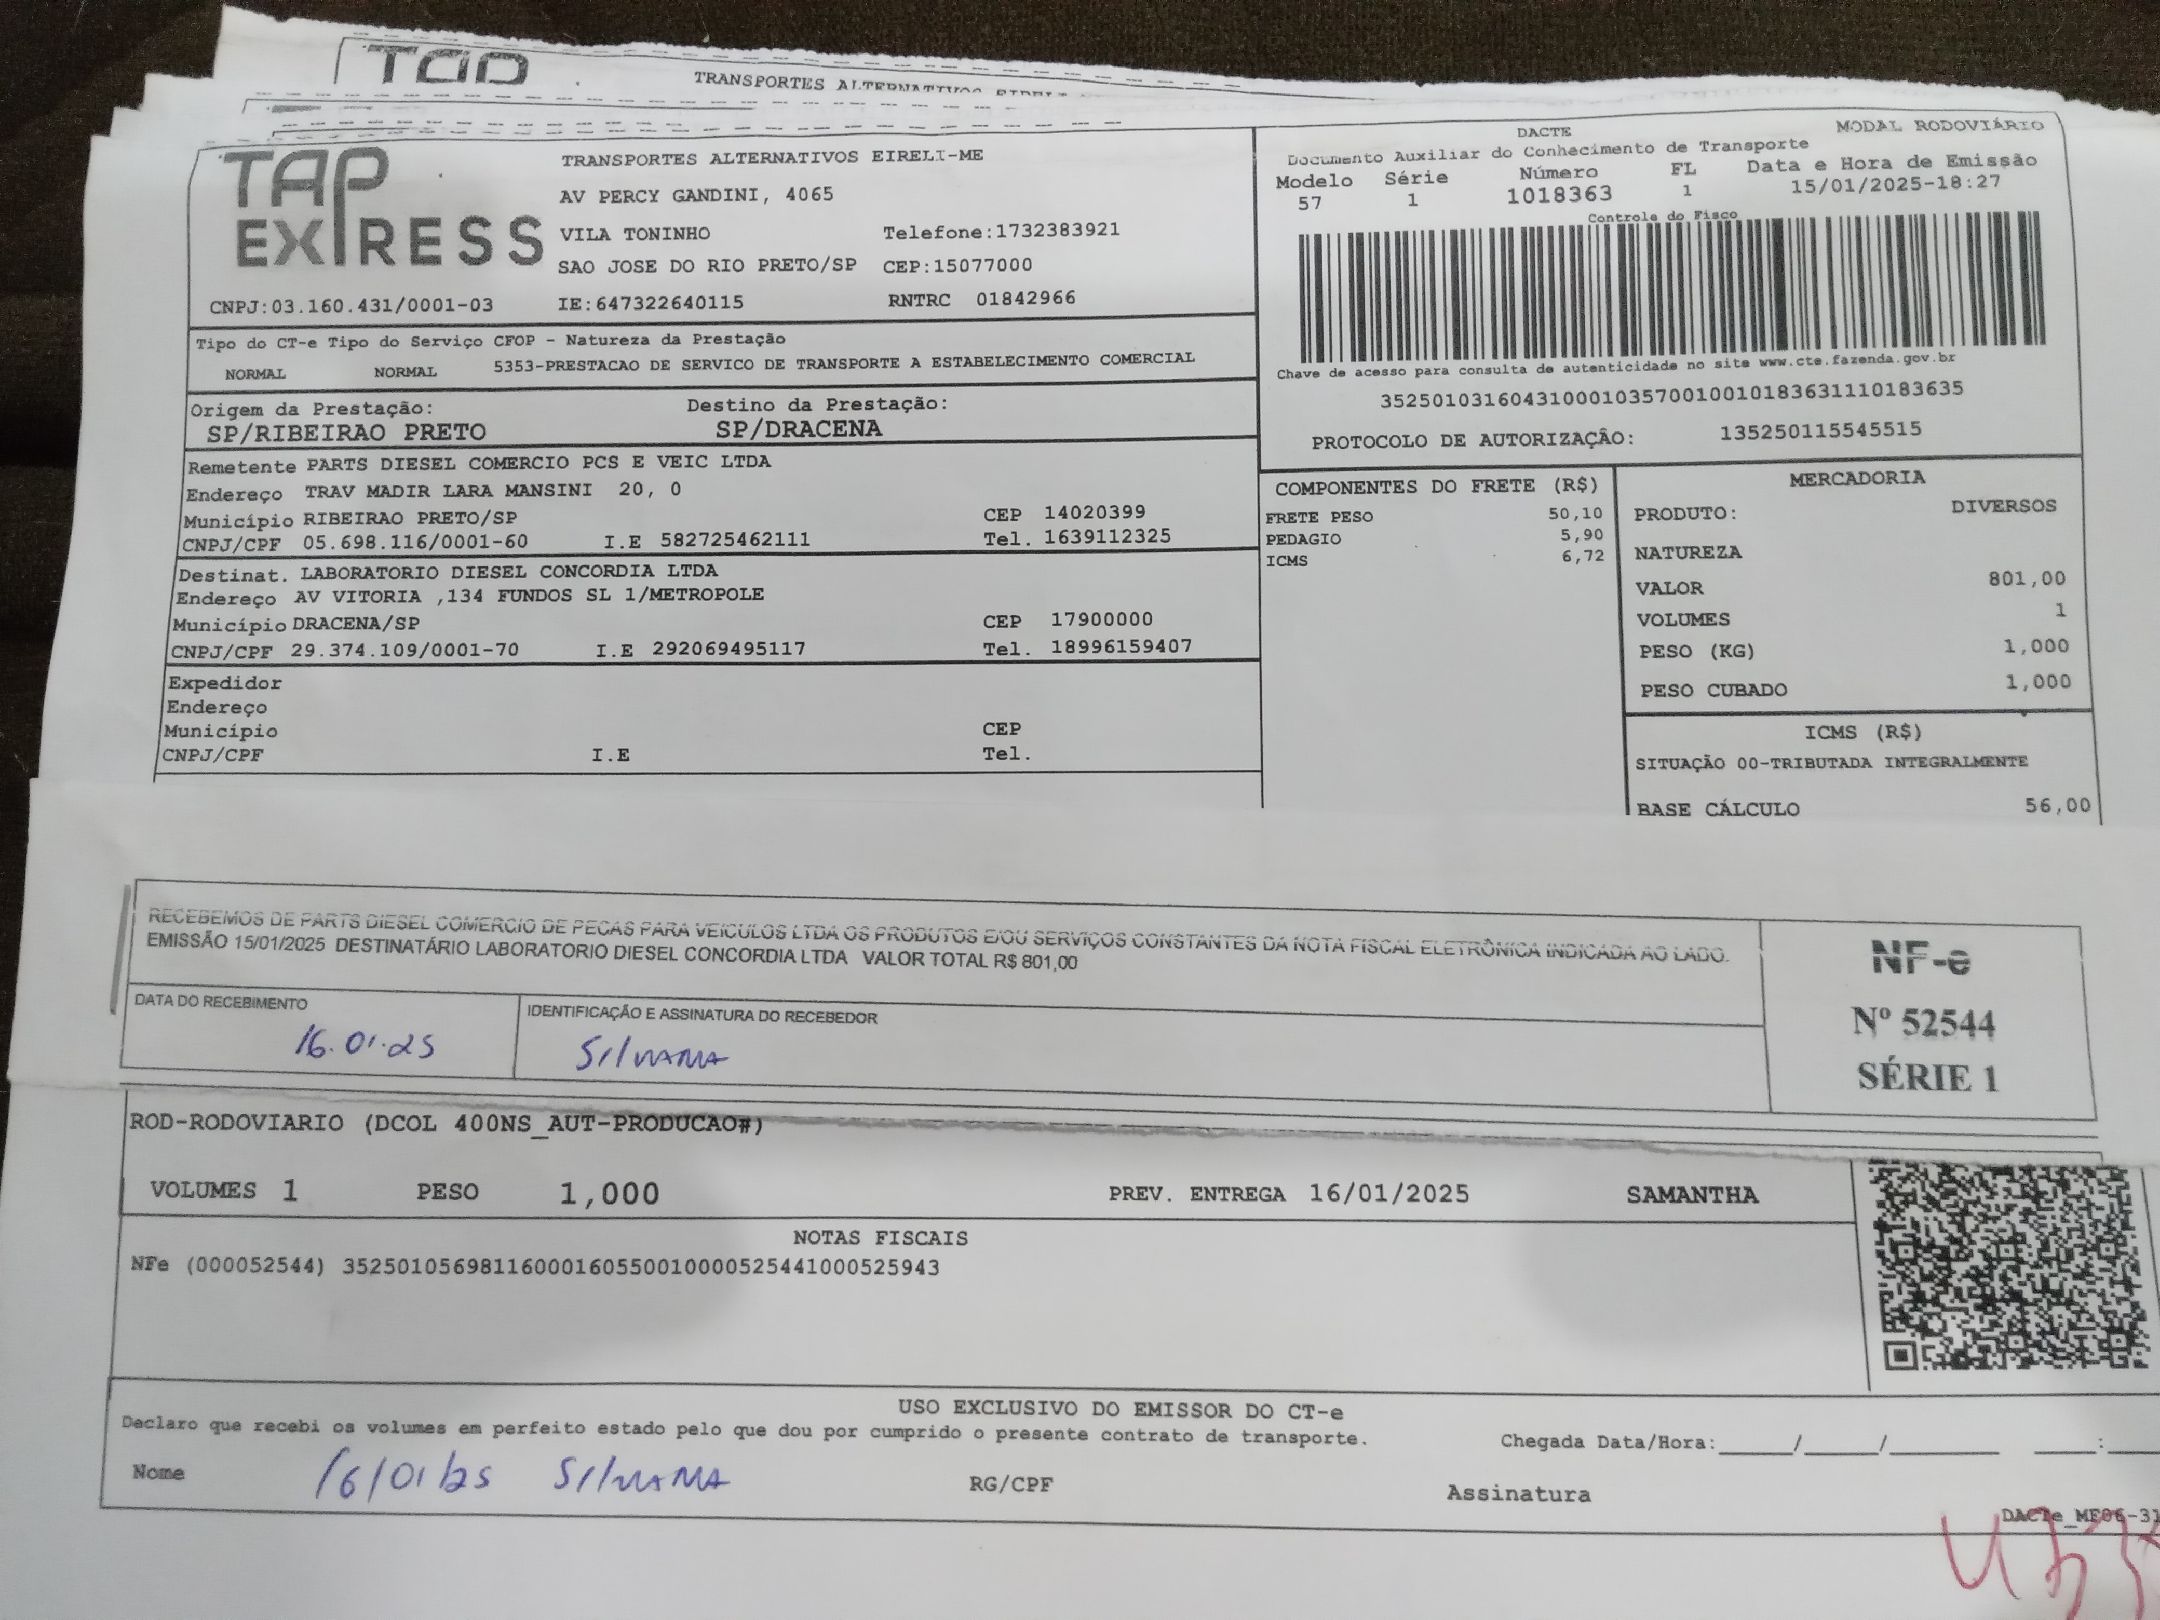 TAP
TRANSPORTES ALTERNATIVOS EIRELI
TAP EXPRESS
TRANSPORTES ALTERNATIVOS EIRELI-ME
AV PERCY GANDINI, 4065
VILA TONINHO Telefone:1732383921
SAO JOSE DO RIO PRETO/SP CEP:15077000
CNPJ:03.160.431/0001-03 IE:647322640115 RNTRC 01842966
DACTE MODAL RODOVIÁRIO
Documento Auxiliar do Conhecimento de Transporte
Modelo Série Número FL Data e Hora de Emissão
57 1 1018363 1 15/01/2025-18:27
Controle do Fisco
Chave de acesso para consulta de autenticidade no site www.cte.fazenda.gov.br
35250103160431000103570010010183631110183635
PROTOCOLO DE AUTORIZAÇÃO: 135250115545515
Tipo do CT-e Tipo do Serviço CFOP - Natureza da Prestação
NORMAL NORMAL 5353-PRESTACAO DE SERVICO DE TRANSPORTE A ESTABELECIMENTO COMERCIAL
Origem da Prestação: Destino da Prestação:
SP/RIBEIRAO PRETO SP/DRACENA
Remetente PARTS DIESEL COMERCIO PCS E VEIC LTDA
Endereço TRAV MADIR LARA MANSINI 20, 0
Município RIBEIRAO PRETO/SP CEP 14020399
CNPJ/CPF 05.698.116/0001-60 I.E 582725462111 Tel. 1639112325
Destinat. LABORATORIO DIESEL CONCORDIA LTDA
Endereço AV VITORIA ,134 FUNDOS SL 1/METROPOLE
Município DRACENA/SP CEP 17900000
CNPJ/CPF 29.374.109/0001-70 I.E 292069495117 Tel. 18996159407
Expedidor
Endereço
Município CEP
CNPJ/CPF I.E Tel.
COMPONENTES DO FRETE (R$)
FRETE PESO 50,10
PEDAGIO 5,90
ICMS 6,72
MERCADORIA
PRODUTO: DIVERSOS
NATUREZA
VALOR 801,00
VOLUMES 1
PESO (KG) 1,000
PESO CUBADO 1,000
ICMS (R$)
SITUAÇÃO 00-TRIBUTADA INTEGRALMENTE
BASE CÁLCULO 56,00
RECEBEMOS DE PARTS DIESEL COMERCIO DE PECAS PARA VEICULOS LTDA OS PRODUTOS E/OU SERVIÇOS CONSTANTES DA NOTA FISCAL ELETRÔNICA INDICADA AO LADO.
EMISSÃO 15/01/2025 DESTINATÁRIO LABORATORIO DIESEL CONCORDIA LTDA VALOR TOTAL R$ 801,00
DATA DO RECEBIMENTO IDENTIFICAÇÃO E ASSINATURA DO RECEBEDOR
16.01.25 Silvana
NF-e
Nº 52544
SÉRIE 1
ROD-RODOVIARIO (DCOL 400NS_AUT-PRODUCAO#)
VOLUMES 1 PESO 1,000 PREV. ENTREGA 16/01/2025 SAMANTHA
NOTAS FISCAIS
NFe (000052544) 35250105698116000160550010000525441000525943
USO EXCLUSIVO DO EMISSOR DO CT-e
Declaro que recebi os volumes em perfeito estado pelo que dou por cumprido o presente contrato de transporte. Chegada Data/Hora:______/______/_________ _____:
Nome 16/01/25 Silvana RG/CPF Assinatura